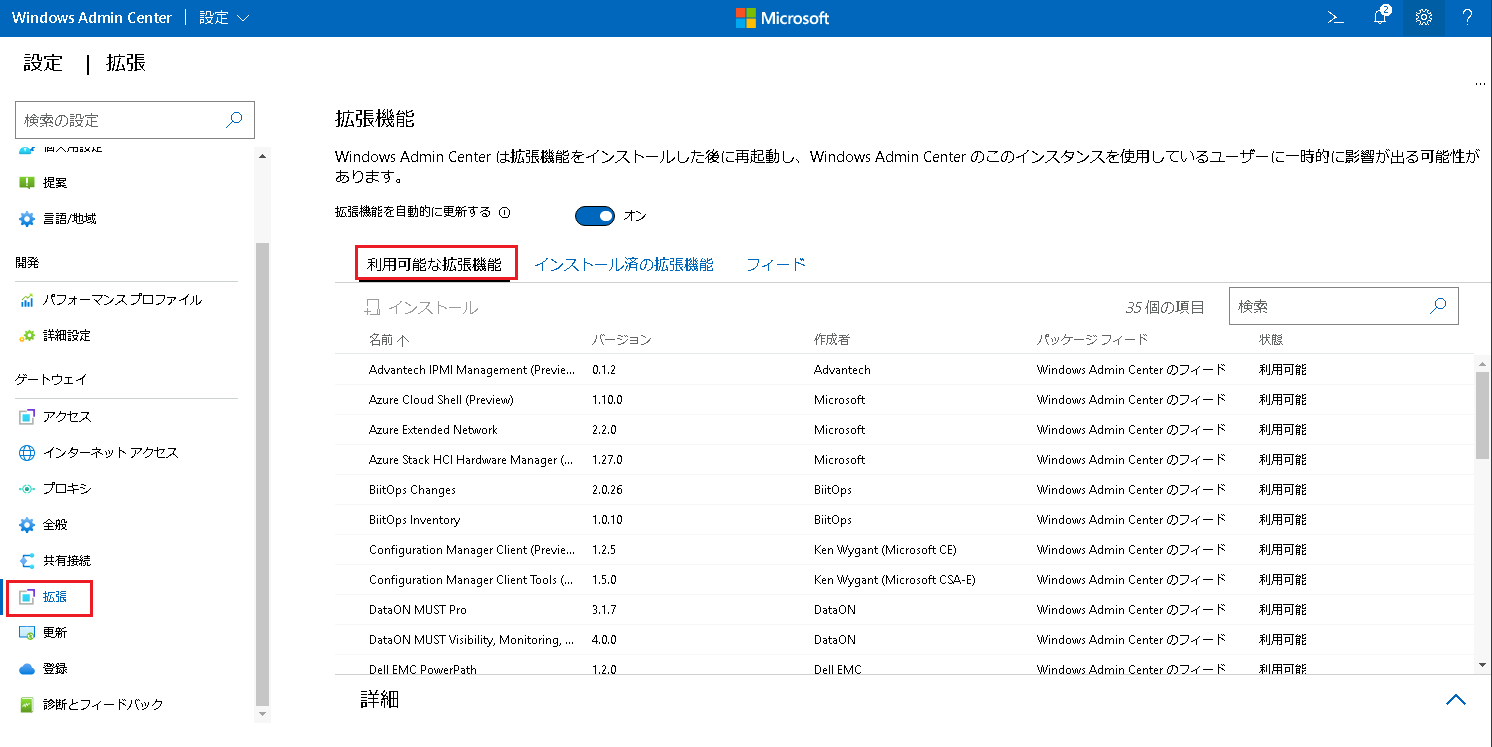 Windows Admin Center
設定
Microsoft
2
設定 | 拡張
検索の設定
個人用設定
提案
言語/地域
開発
パフォーマンス プロファイル
詳細設定
ゲートウェイ
アクセス
インターネット アクセス
プロキシ
全般
共有接続
拡張
更新
登録
診断とフィードバック
拡張機能
Windows Admin Center は拡張機能をインストールした後に再起動し、Windows Admin Center のこのインスタンスを使用しているユーザーに一時的に影響が出る可能性が
あります。
拡張機能を自動的に更新する
オン
利用可能な拡張機能 インストール済の拡張機能 フィード
インストール
35 個の項目
検索
名前 バージョン 作成者 パッケージ フィード 状態
Advantech IPMI Management (Previe... 0.1.2 Advantech Windows Admin Center のフィード 利用可能
Azure Cloud Shell (Preview) 1.10.0 Microsoft Windows Admin Center のフィード 利用可能
Azure Extended Network 2.2.0 Microsoft Windows Admin Center のフィード 利用可能
Azure Stack HCI Hardware Manager (... 1.27.0 Microsoft Windows Admin Center のフィード 利用可能
BiitOps Changes 2.0.26 BiitOps Windows Admin Center のフィード 利用可能
BiitOps Inventory 1.0.10 BiitOps Windows Admin Center のフィード 利用可能
Configuration Manager Client (Previe... 1.2.5 Ken Wygant (Microsoft CE) Windows Admin Center のフィード 利用可能
Configuration Manager Client Tools (... 1.5.0 Ken Wygant (Microsoft CSA-E) Windows Admin Center のフィード 利用可能
DataON MUST Pro 3.1.7 DataON Windows Admin Center のフィード 利用可能
DataON MUST Visibility, Monitoring, ... 4.0.0 DataON Windows Admin Center のフィード 利用可能
Dell EMC PowerPath 1.2.0 Dell EMC Windows Admin Center のフィード 利用可能
詳細